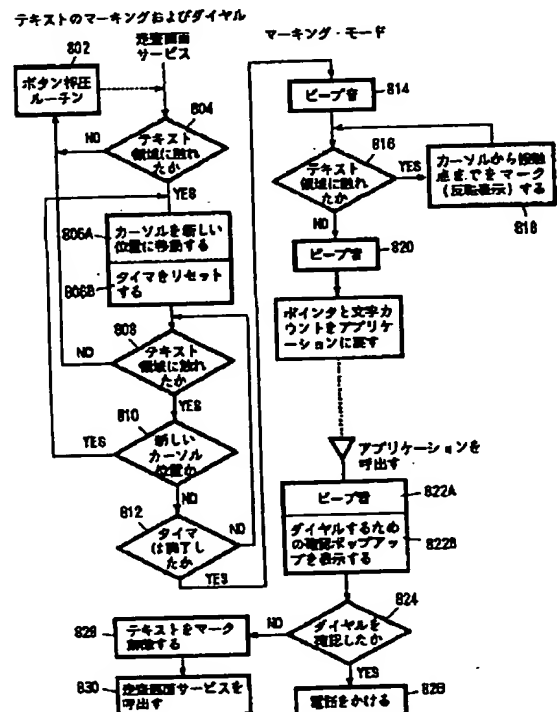 テキストのマーキングおよびダイヤル
走査画面
サービス
802
ボタン押圧
ルーチン
804
テキスト
領域に触れ
たか
NO
YES
806A
カーソルを新しい
位置に移動する
806B
タイマをリセット
する
808
テキスト
領域に触れ
たか
NO
YES
810
新しい
カーソル
位置か
YES
NO
812
タイマ
は完了し
たか
NO
YES
マーキング・モード
ビープ音
814
816
テキスト
領域に触れ
たか
YES
NO
カーソルから接触
点までをマーク
(反転表示)する
818
820
ビープ音
ポインタと文字カ
ウントをアプリケ
ーションに戻す
アプリケーションを
呼出す
ビープ音
822A
ダイヤルするため
の確認ポップアッ
プを表示する
822B
824
ダイヤルを
確認したか
NO
YES
828
テキストをマーク
解除する
830
走査画面サービスを
呼出す
電話をかける
826